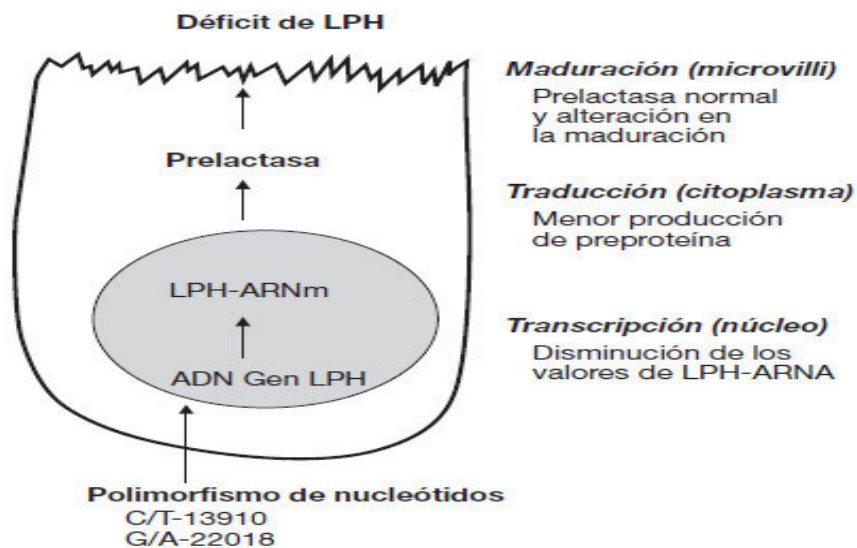 Déficit de LPH
Maduración (microvilli)
Prelactasa normal
y alteración en
la maduración
Prelactasa
Traducción (citoplasma)
Menor producción
de preproteína
LPH-ARNm
Transcripción (núcleo)
Disminución de los
valores de LPH-ARNA
ADN Gen LPH
Polimorfismo de nucleótidos
C/T-13910
G/A-22018